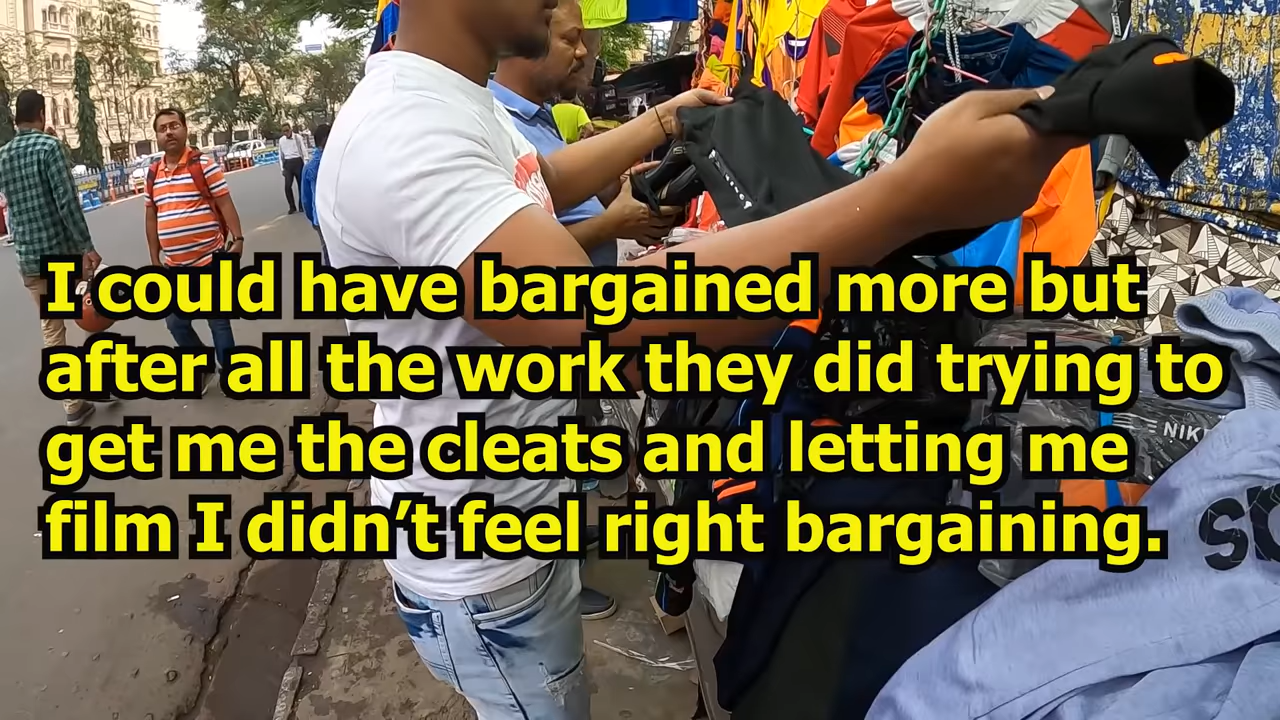 I could have bargained more but
after all the work they did trying to
get me the cleats and letting me
film I didn’t feel right bargaining.
NIK